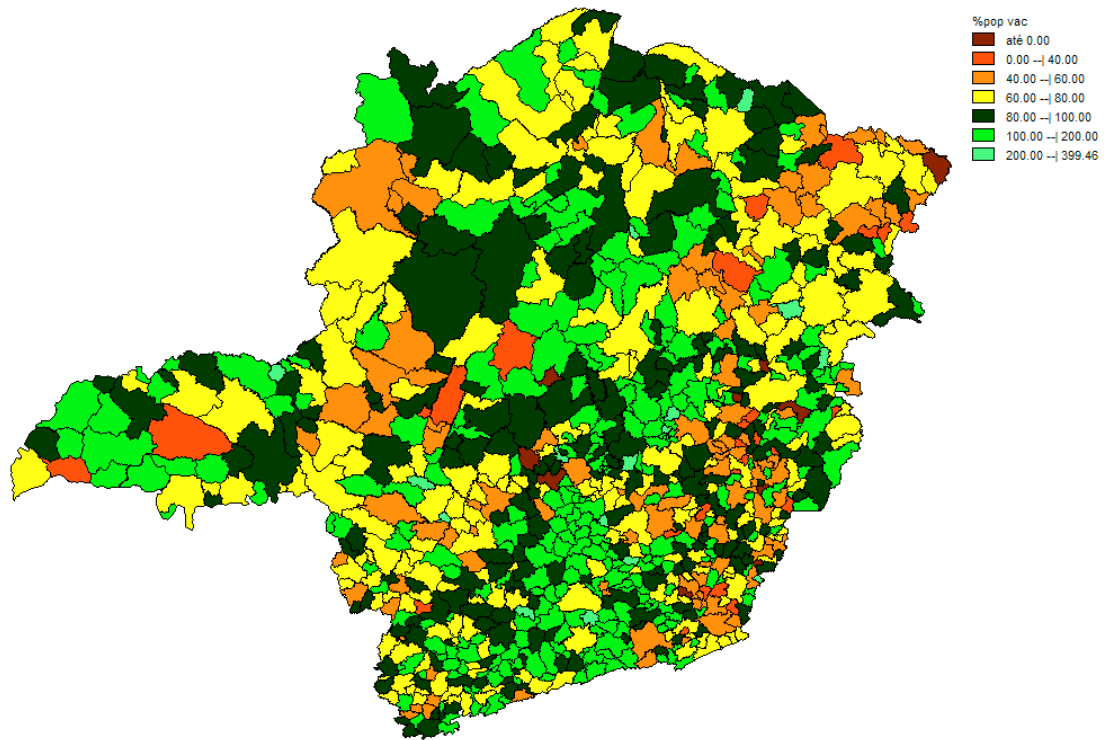 %pop vac
até 0.00
0.00 --| 40.00
40.00 --| 60.00
60.00 --| 80.00
80.00 --| 100.00
100.00 --| 200.00
200.00 --| 399.46